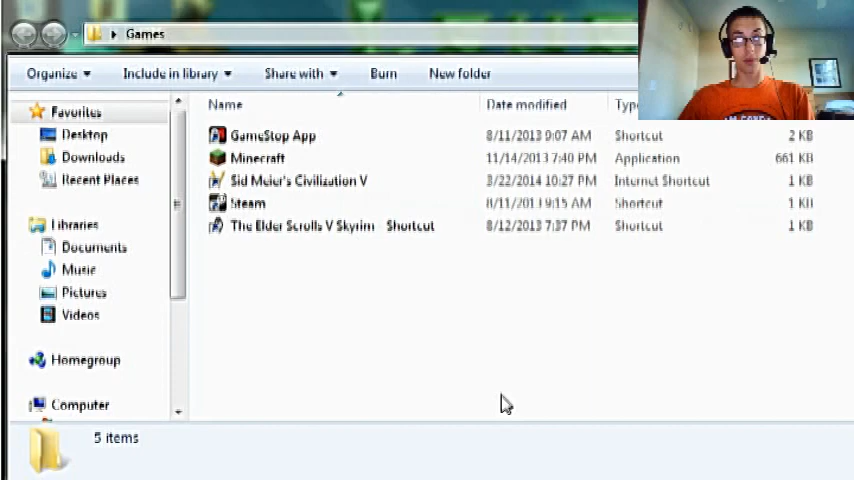 Games
Organize Include in library Share with Burn New folder
Favorites
Desktop
Downloads
Recent Places
Libraries
Documents
Music
Pictures
Videos
Homegroup
Computer
Name Date modified
GameStop App 8/11/2013 9:07 AM Shortcut 2 KB
Minecraft 11/14/2013 7:40 PM Application 661 KB
Sid Meier's Civilization V 3/22/2014 10:27 PM Internet Shortcut 1 KB
Steam 8/11/2013 9:15 AM Shortcut 1 KB
The Elder Scrolls V Skyrim Shortcut 8/12/2013 7:37 PM Shortcut 1 KB
5 items